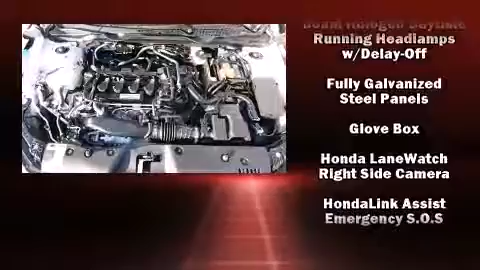 Running Headlamps
w/Delay-Off
Fully Galvanized
Steel Panels
Glove Box
Honda LaneWatch
Right Side Camera
HondaLink Assist
Emergency S.O.S